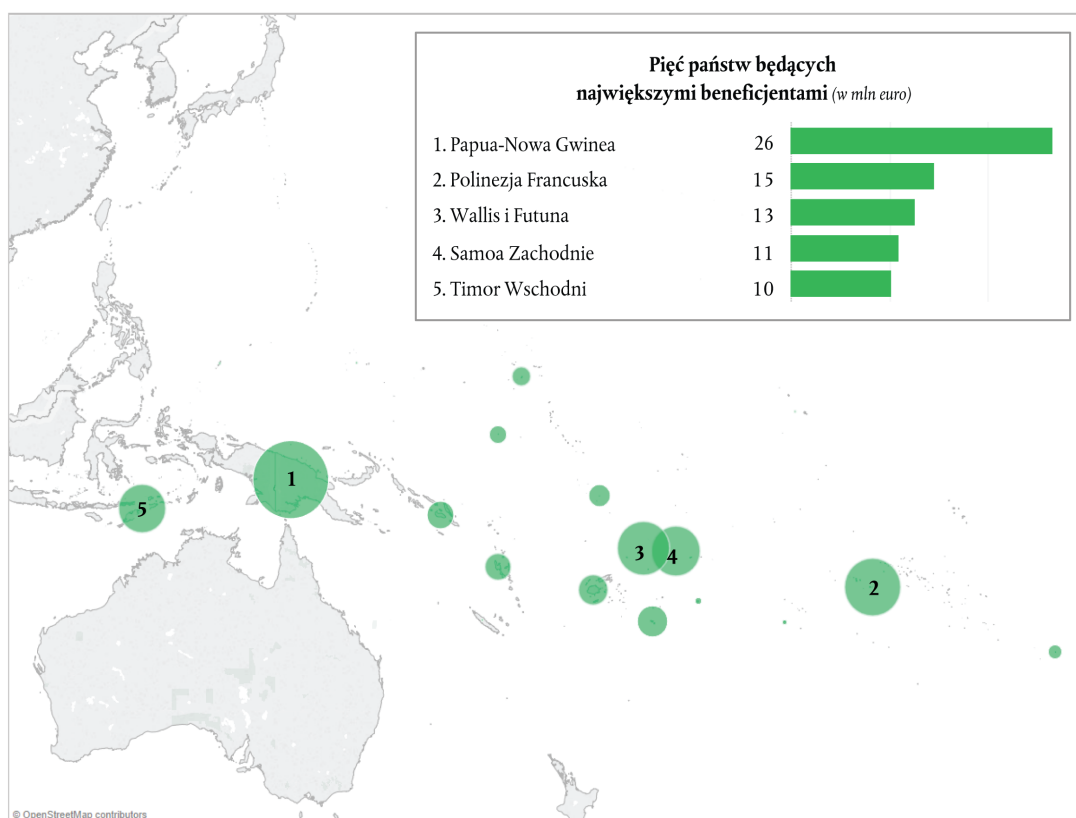 Pięć państw będących
największymi beneficjentami (w mln euro)
1. Papua-Nowa Gwinea 26
2. Polinezja Francuska 15
3. Wallis i Futuna 13
4. Samoa Zachodnie 11
5. Timor Wschodni 10
1
5
3
4
2
© OpenStreetMap contributors